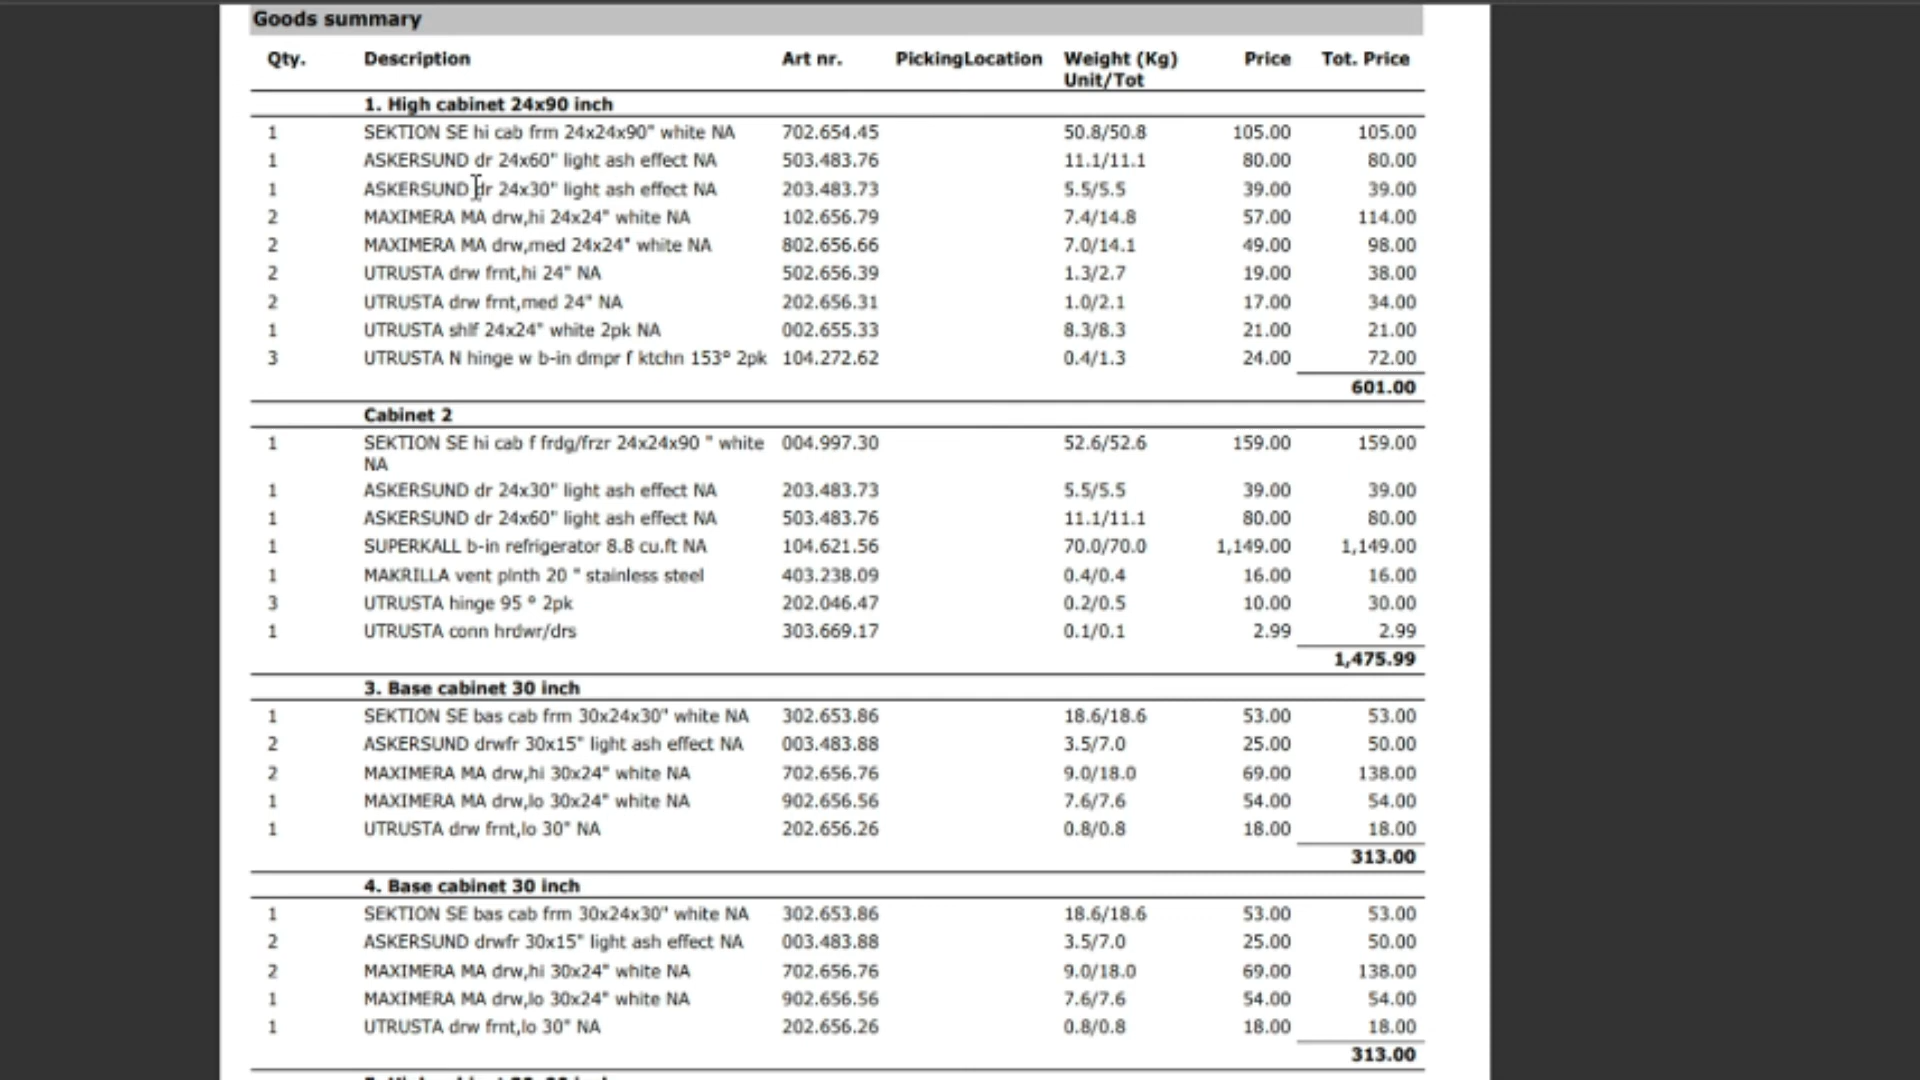 Goods summary
Qty. Description Art nr. PickingLocation Weight (Kg) Price Tot. Price
Unit/Tot
1. High cabinet 24x90 inch
1 SEKTION SE hi cab frm 24x24x90" white NA 702.654.45 50.8/50.8 105.00 105.00
1 ASKERSUND dr 24x60" light ash effect NA 503.483.76 11.1/11.1 80.00 80.00
1 ASKERSUND dr 24x30" light ash effect NA 203.483.73 5.5/5.5 39.00 39.00
2 MAXIMERA MA drw,hi 24x24" white NA 102.656.79 7.4/14.8 57.00 114.00
2 MAXIMERA MA drw,med 24x24" white NA 802.656.66 7.0/14.1 49.00 98.00
2 UTRUSTA drw frnt,hi 24" NA 502.656.39 1.3/2.7 19.00 38.00
2 UTRUSTA drw frnt,med 24" NA 202.656.31 1.0/2.1 17.00 34.00
1 UTRUSTA shlf 24x24" white 2pk NA 002.655.33 8.3/8.3 21.00 21.00
3 UTRUSTA N hinge w b-in dmpr f ktchn 153° 2pk 104.272.62 0.4/1.3 24.00 72.00
601.00
Cabinet 2
1 SEKTION SE hi cab f frdg/frzr 24x24x90 " white 004.997.30 52.6/52.6 159.00 159.00
NA
1 ASKERSUND dr 24x30" light ash effect NA 203.483.73 5.5/5.5 39.00 39.00
1 ASKERSUND dr 24x60" light ash effect NA 503.483.76 11.1/11.1 80.00 80.00
1 SUPERKALL b-in refrigerator 8.8 cu.ft NA 104.621.56 70.0/70.0 1,149.00 1,149.00
1 MAKRILLA vent plnth 20 " stainless steel 403.238.09 0.4/0.4 16.00 16.00
3 UTRUSTA hinge 95 ° 2pk 202.046.47 0.2/0.5 10.00 30.00
1 UTRUSTA conn hrdwr/drs 303.669.17 0.1/0.1 2.99 2.99
1,475.99
3. Base cabinet 30 inch
1 SEKTION SE bas cab frm 30x24x30" white NA 302.653.86 18.6/18.6 53.00 53.00
2 ASKERSUND drwfr 30x15" light ash effect NA 003.483.88 3.5/7.0 25.00 50.00
2 MAXIMERA MA drw,hi 30x24" white NA 702.656.76 9.0/18.0 69.00 138.00
1 MAXIMERA MA drw,lo 30x24" white NA 902.656.56 7.6/7.6 54.00 54.00
1 UTRUSTA drw frnt,lo 30" NA 202.656.26 0.8/0.8 18.00 18.00
313.00
4. Base cabinet 30 inch
1 SEKTION SE bas cab frm 30x24x30" white NA 302.653.86 18.6/18.6 53.00 53.00
2 ASKERSUND drwfr 30x15" light ash effect NA 003.483.88 3.5/7.0 25.00 50.00
2 MAXIMERA MA drw,hi 30x24" white NA 702.656.76 9.0/18.0 69.00 138.00
1 MAXIMERA MA drw,lo 30x24" white NA 902.656.56 7.6/7.6 54.00 54.00
1 UTRUSTA drw frnt,lo 30" NA 202.656.26 0.8/0.8 18.00 18.00
313.00